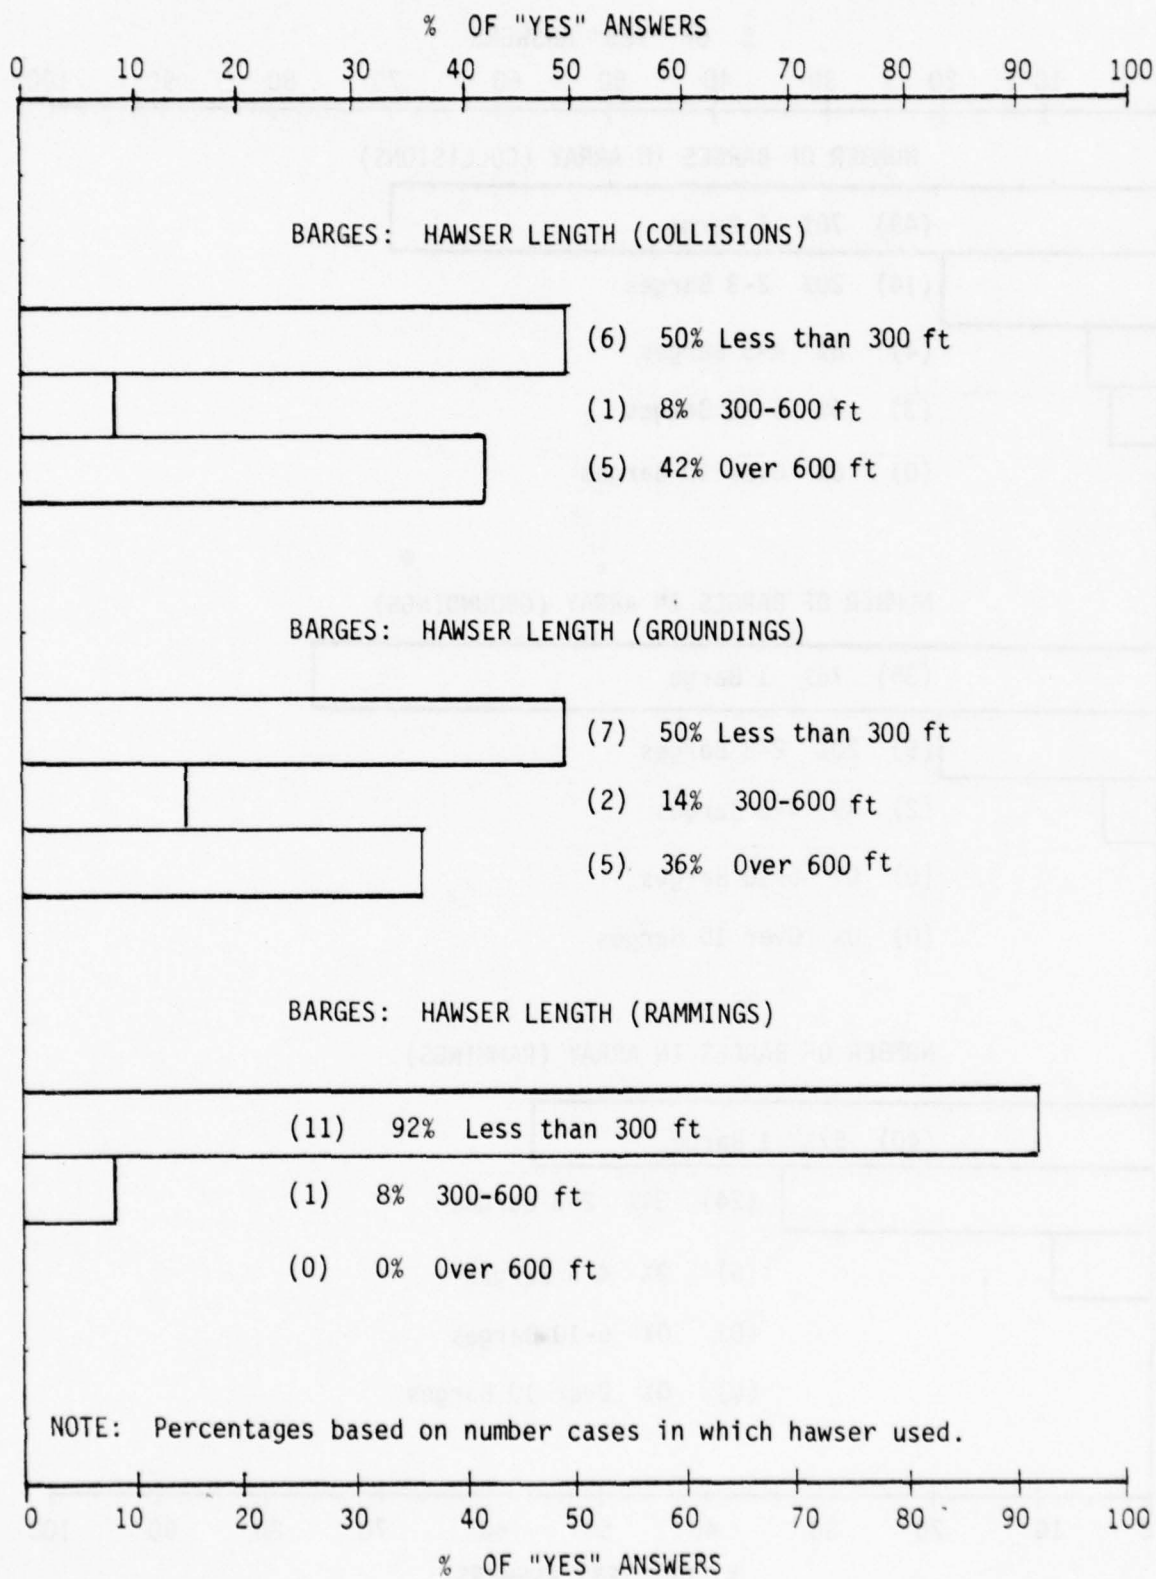 % OF "YES" ANSWERS
0 10 20 30 40 50 60 70 80 90 100
BARGES: HAWSER LENGTH (COLLISIONS)
(6) 50% Less than 300 ft
(1) 8% 300-600 ft
(5) 42% Over 600 ft
BARGES: HAWSER LENGTH (GROUNDINGS)
(7) 50% Less than 300 ft
(2) 14% 300-600 ft
(5) 36% Over 600 ft
BARGES: HAWSER LENGTH (RAMMINGS)
(11) 92% Less than 300 ft
(1) 8% 300-600 ft
(0) 0% Over 600 ft
NOTE: Percentages based on number cases in which hawser used.
0 10 20 30 40 50 60 70 80 90 100
% OF "YES" ANSWERS